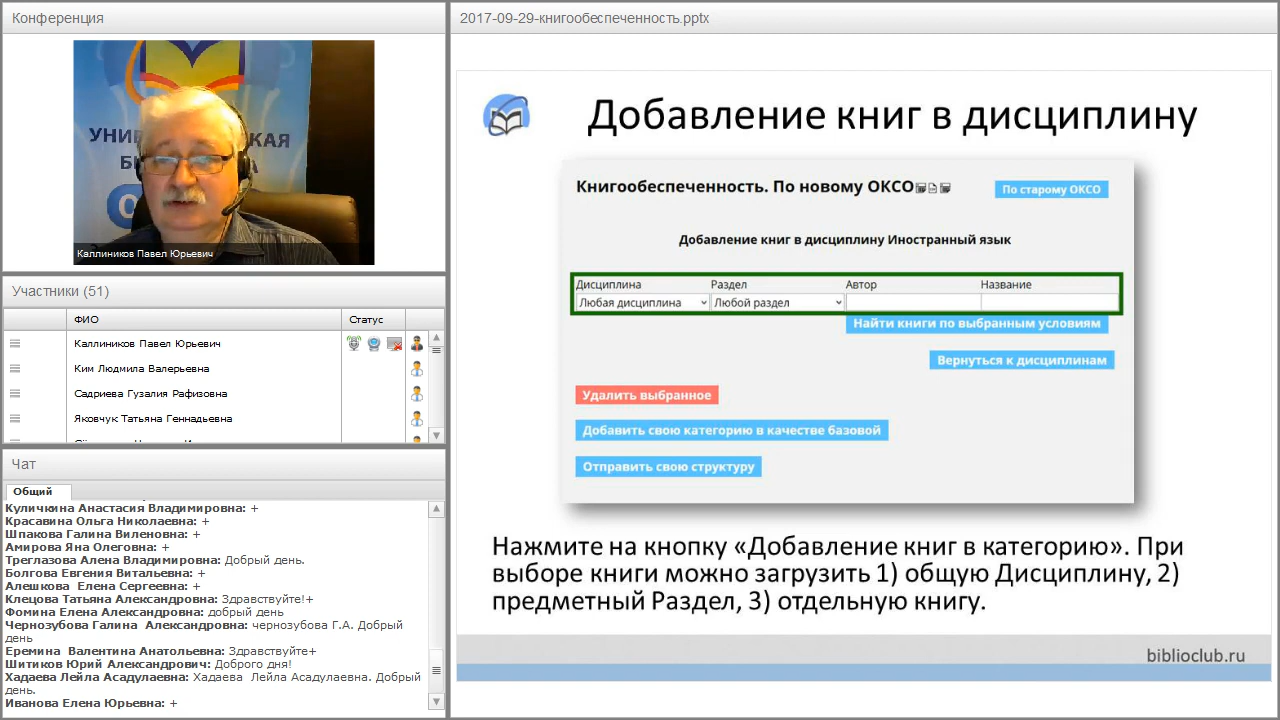 Конференция
УНИ
СКАЯ
Каллиников Павел Юрьевич
Участники (51)
ФИО
Статус
Каллиников Павел Юрьевич
Ким Людмила Валерьевна
Садриева Гузалия Рафизовна
Яковчук Татьяна Геннадьевна
Чат
Общий
Куличкина Анастасия Владимировна: +
Красавина Ольга Николаевна: +
Шпакова Галина Виленовна: +
Амирова Яна Олеговна: +
Треглазова Алена Владимировна: Добрый день.
Болгова Евгения Витальевна: +
Алешкова Елена Сергеевна: +
Клецова Татьяна Александровна: Здравствуйте!+
Фомина Елена Александровна: добрый день
Чернозубова Галина Александровна: чернозубова Г.А. Добрый
день
Еремина Валентина Анатольевна: Здравствуйте+
Шитиков Юрий Александрович: Доброго дня!
Хадаева Лейла Асадулаевна: Хадаева Лейла Асадулаевна. Добрый
день.
Иванова Елена Юрьевна: +
2017-09-29-книгообеспеченность.pptx
Добавление книг в дисциплину
Книгообеспеченность. По новому ОКСО
По старому ОКСО
Добавление книг в дисциплину Иностранный язык
Дисциплина Раздел Автор Название
Любая дисциплина Любой раздел
Найти книги по выбранным условиям
Вернуться к дисциплинам
Удалить выбранное
Добавить свою категорию в качестве базовой
Отправить свою структуру
Нажмите на кнопку «Добавление книг в категорию». При
выборе книги можно загрузить 1) общую Дисциплину, 2)
предметный Раздел, 3) отдельную книгу.
biblioclub.ru